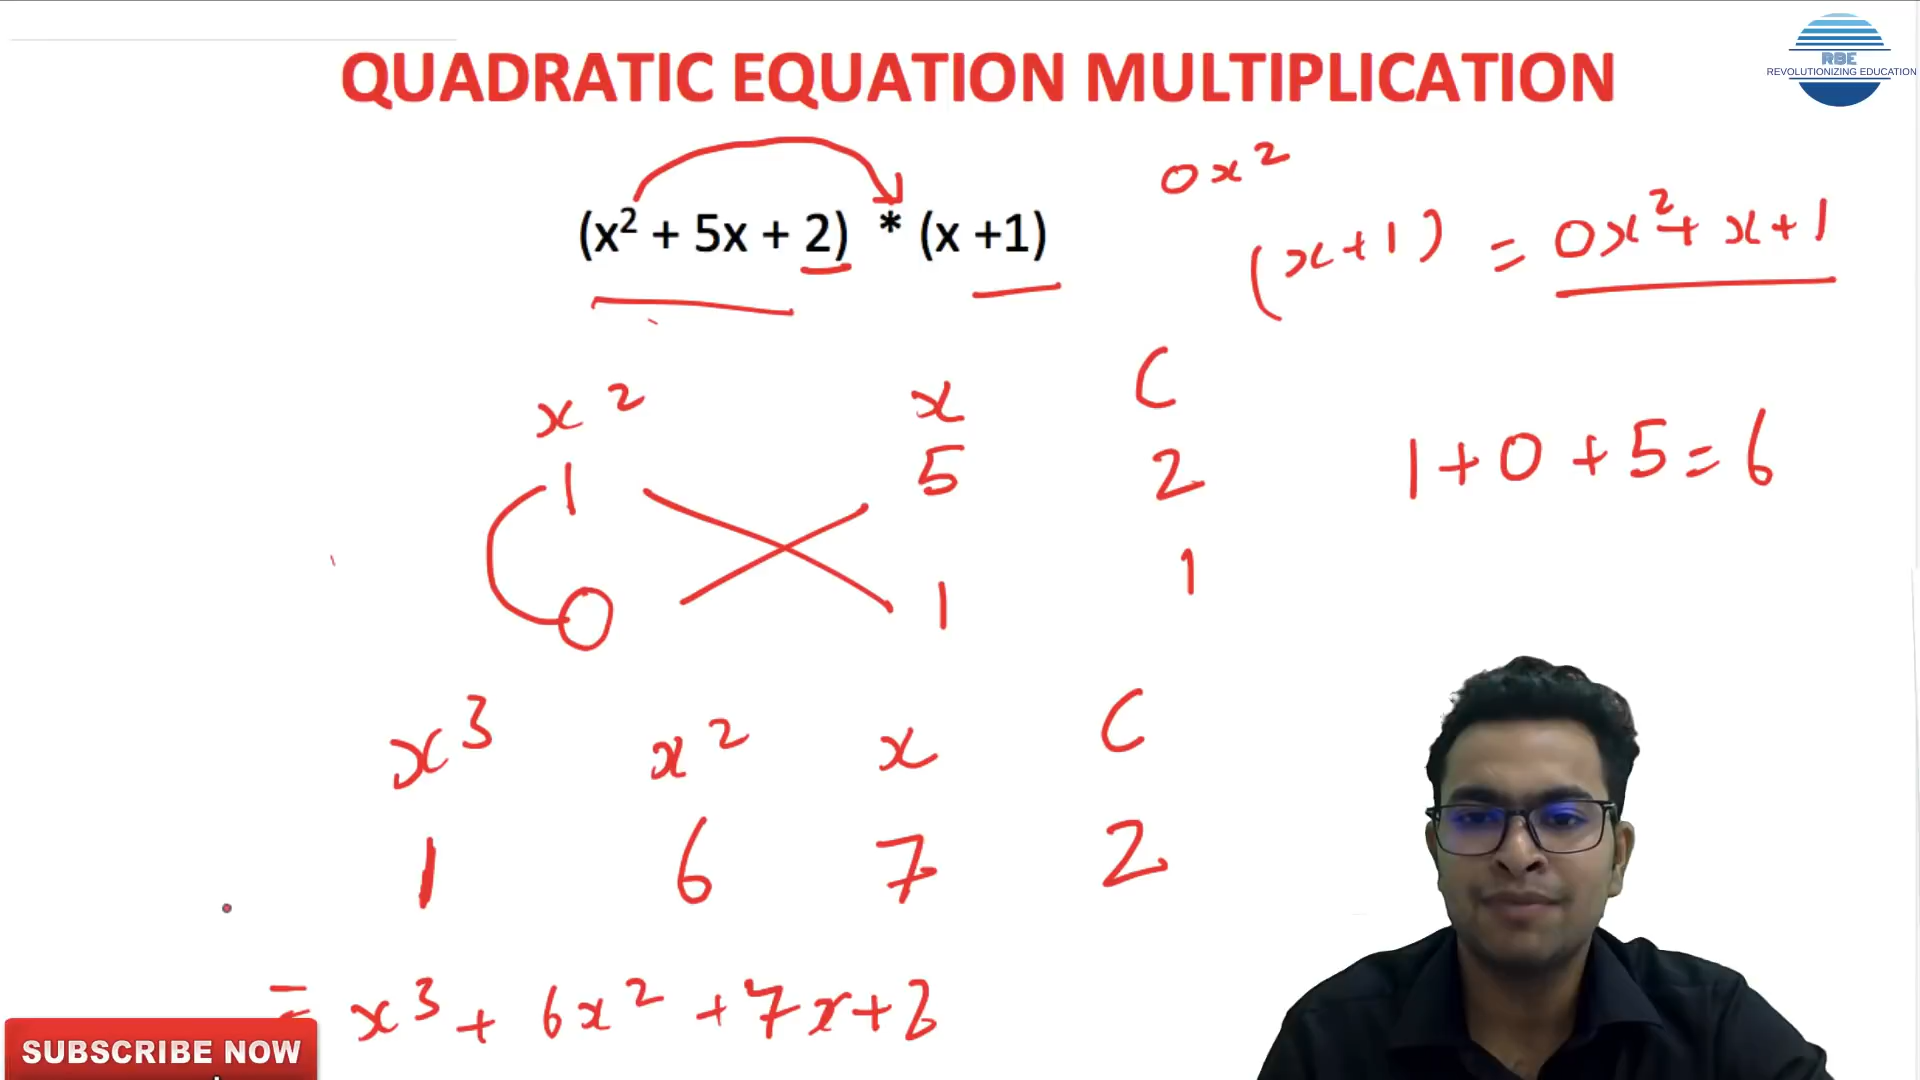 RBE
REVOLUTIONIZING EDUCATION
QUADRATIC EQUATION MULTIPLICATION
0x²
(x² + 5x + 2) * (x +1)
(x+1) = 0x²+ x+1
x² x C
1 5 2
1+0+5=6
0 1 1
x³ x² x C
1 6 7 2
= x³ + 6x² +7x+2
SUBSCRIBE NOW